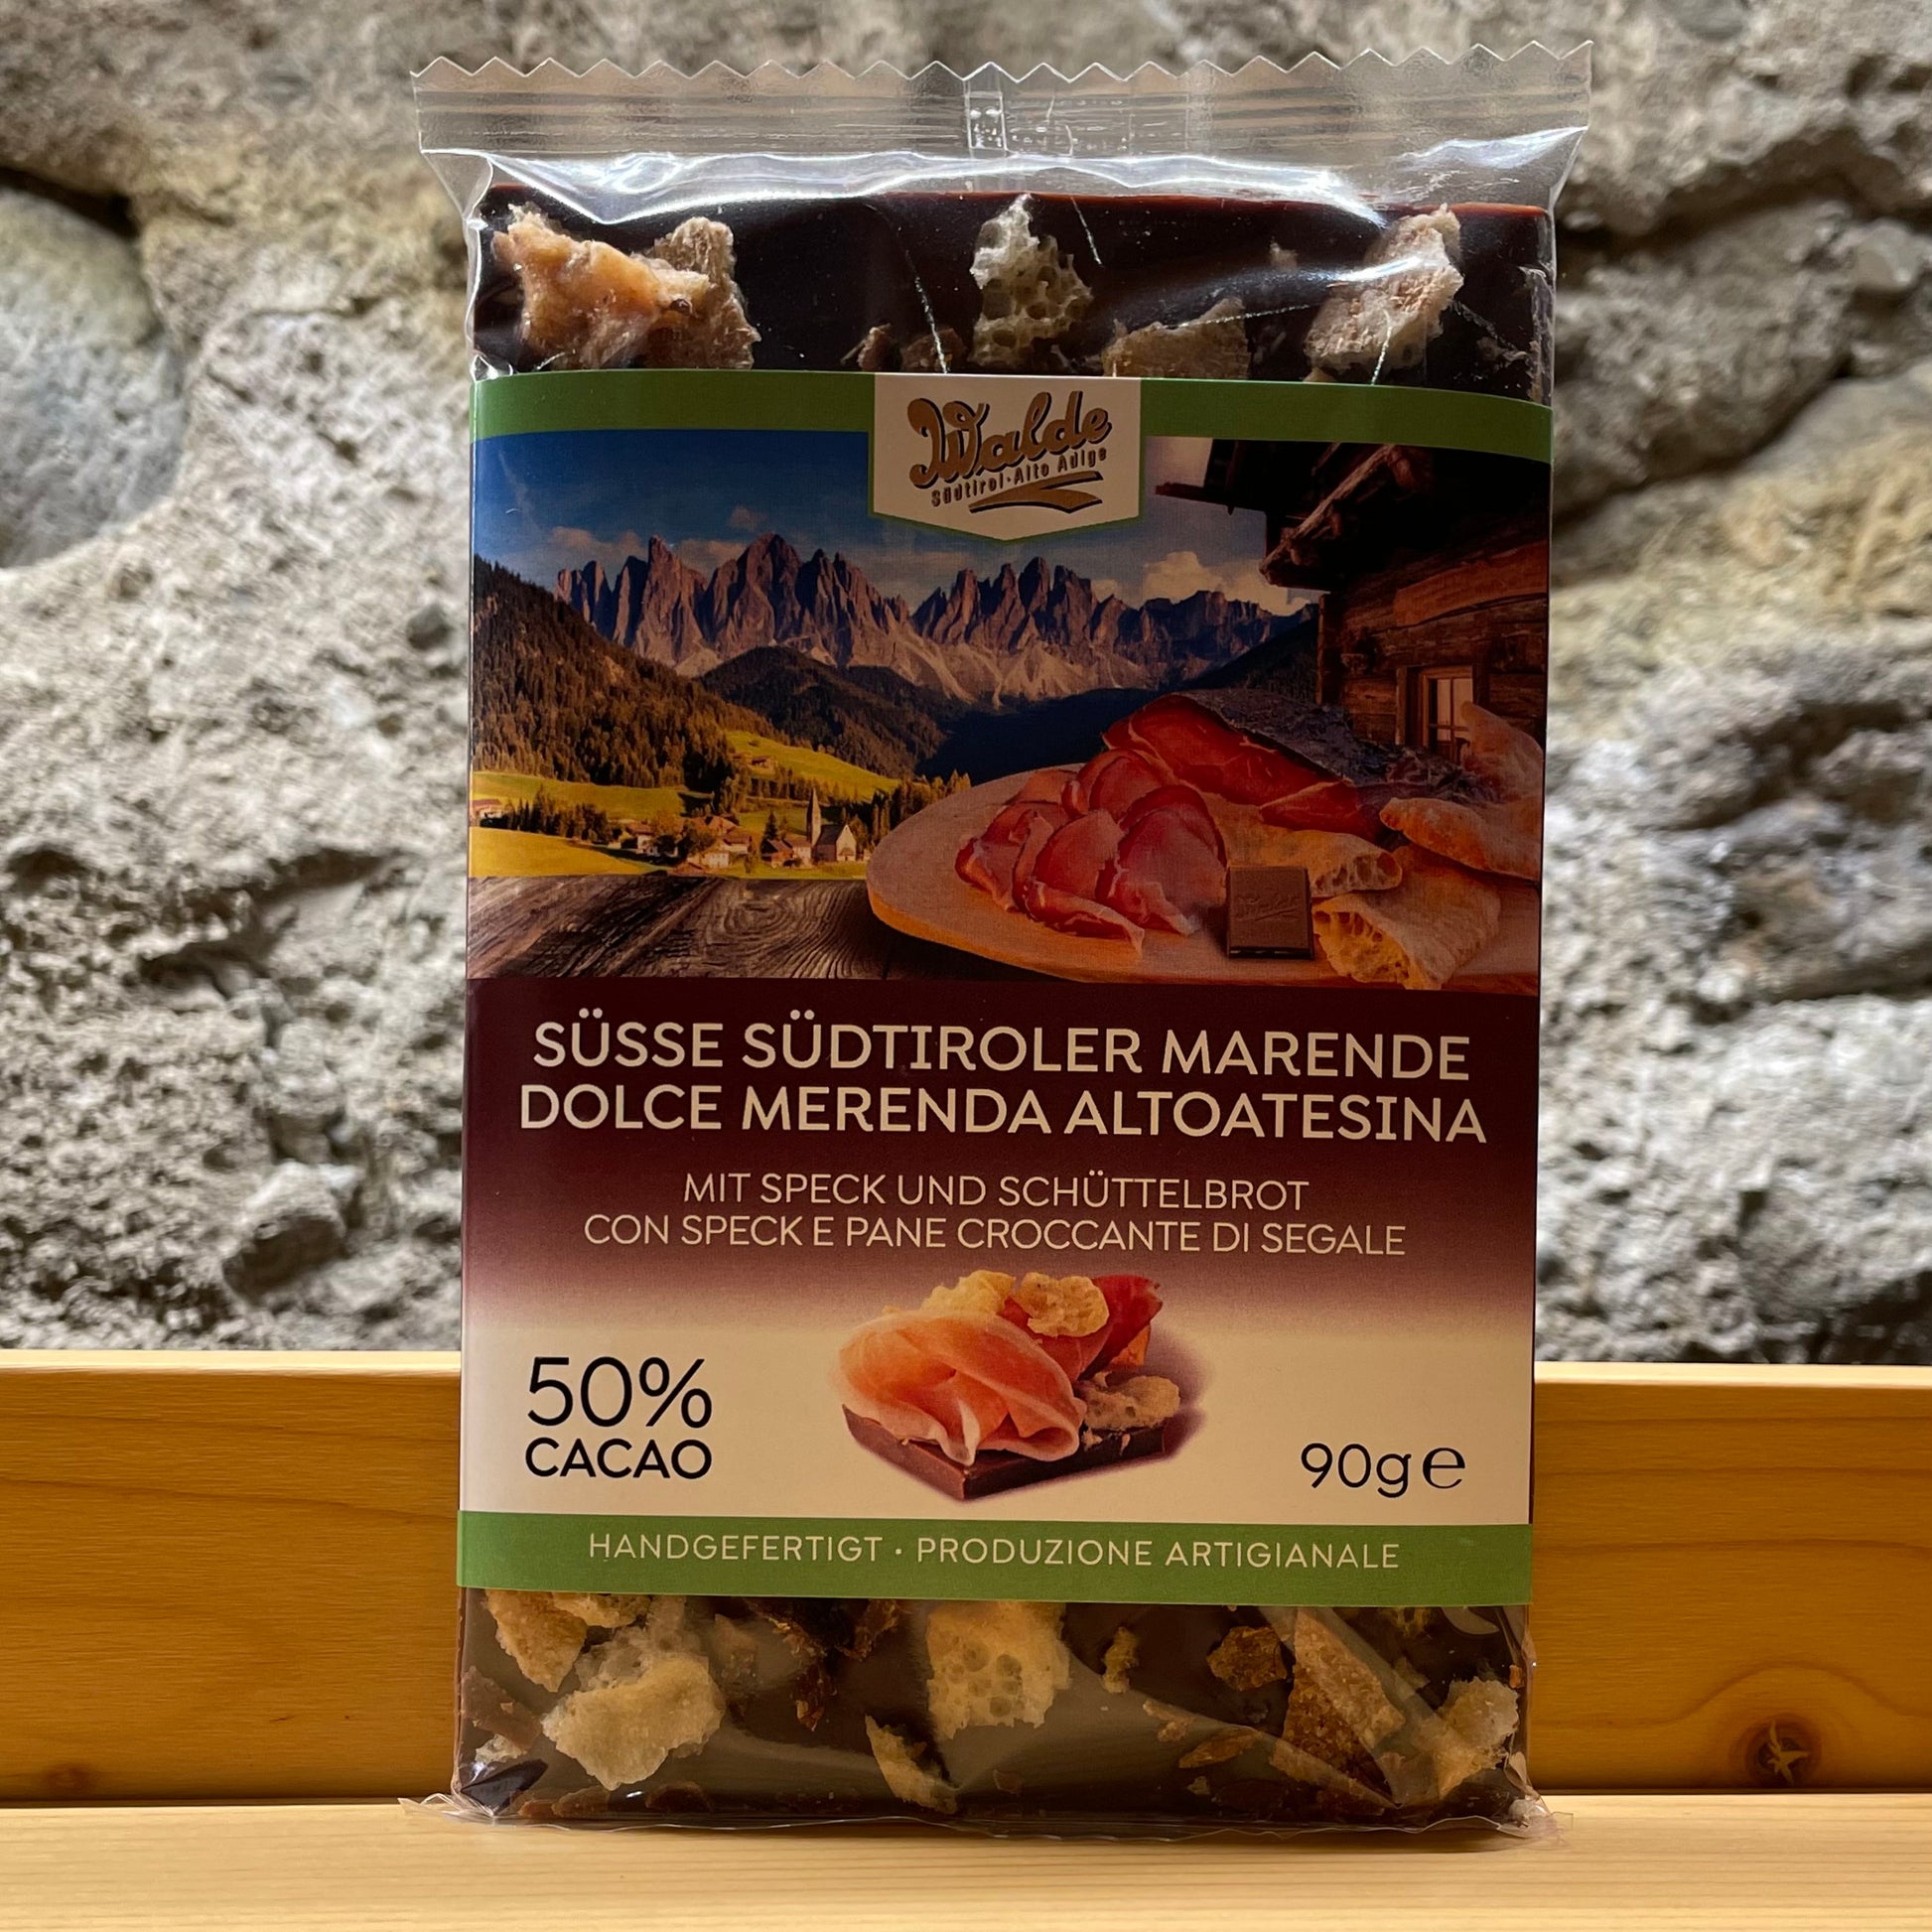 Walde
Südtirol·Alto Adige
SÜSSE SÜDTIROLER MARENDE
DOLCE MERENDA ALTOATESINA
MIT SPECK UND SCHÜTTELBROT
CON SPECK E PANE CROCCANTE DI SEGALE
50%
CACAO
90g℮
HANDGEFERTIGT · PRODUZIONE ARTIGIANALE